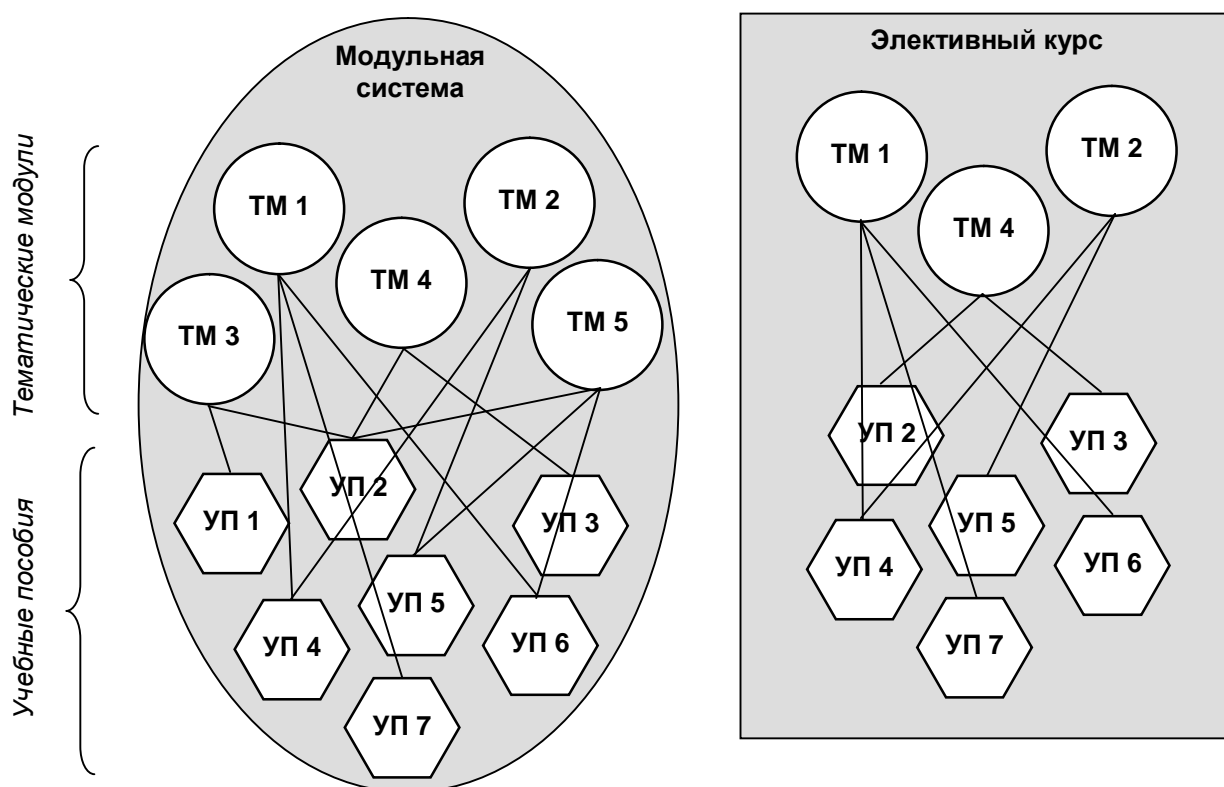 Модульная
система
Тематические модули
ТМ 1
ТМ 2
ТМ 4
ТМ 3
ТМ 5
Учебные пособия
УП 2
УП 1
УП 3
УП 5
УП 4
УП 6
УП 7
Элективный курс
ТМ 1
ТМ 2
ТМ 4
УП 2
УП 3
УП 5
УП 4
УП 6
УП 7